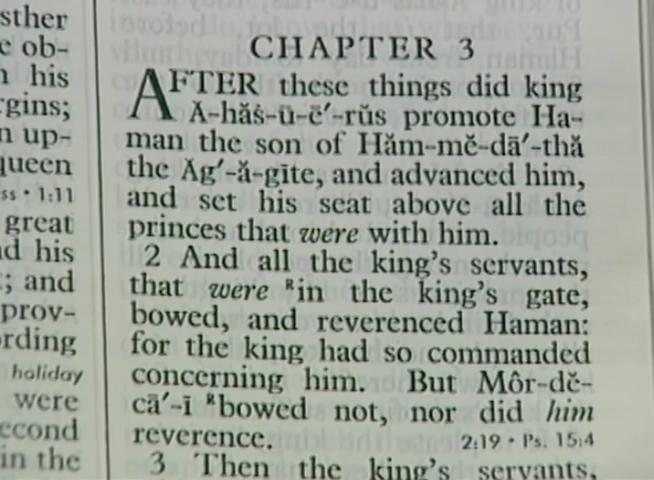 sther
e ob-
his
rgins;
n up-
queen
ss • 1:11
great
nd his
; and
prov-
rding
holiday
were
econd
in the
CHAPTER 3
AFTER these things did king
Ă-hăṡ-ū-ē′-rŭs promote Ha-
man the son of Hăm-mĕ-dā′-thă
the Ag′-ă-gīte, and advanced him,
and set his seat above all the
princes that were with him.
2 And all the king's servants,
that were ᴿin the king's gate,
bowed, and reverenced Haman:
for the king had so commanded
concerning him. But Môr-dĕ-
cā′-ī ᴿbowed not, nor did him
reverence. 2:19 • Ps. 15:4
3 Then the king's servants,